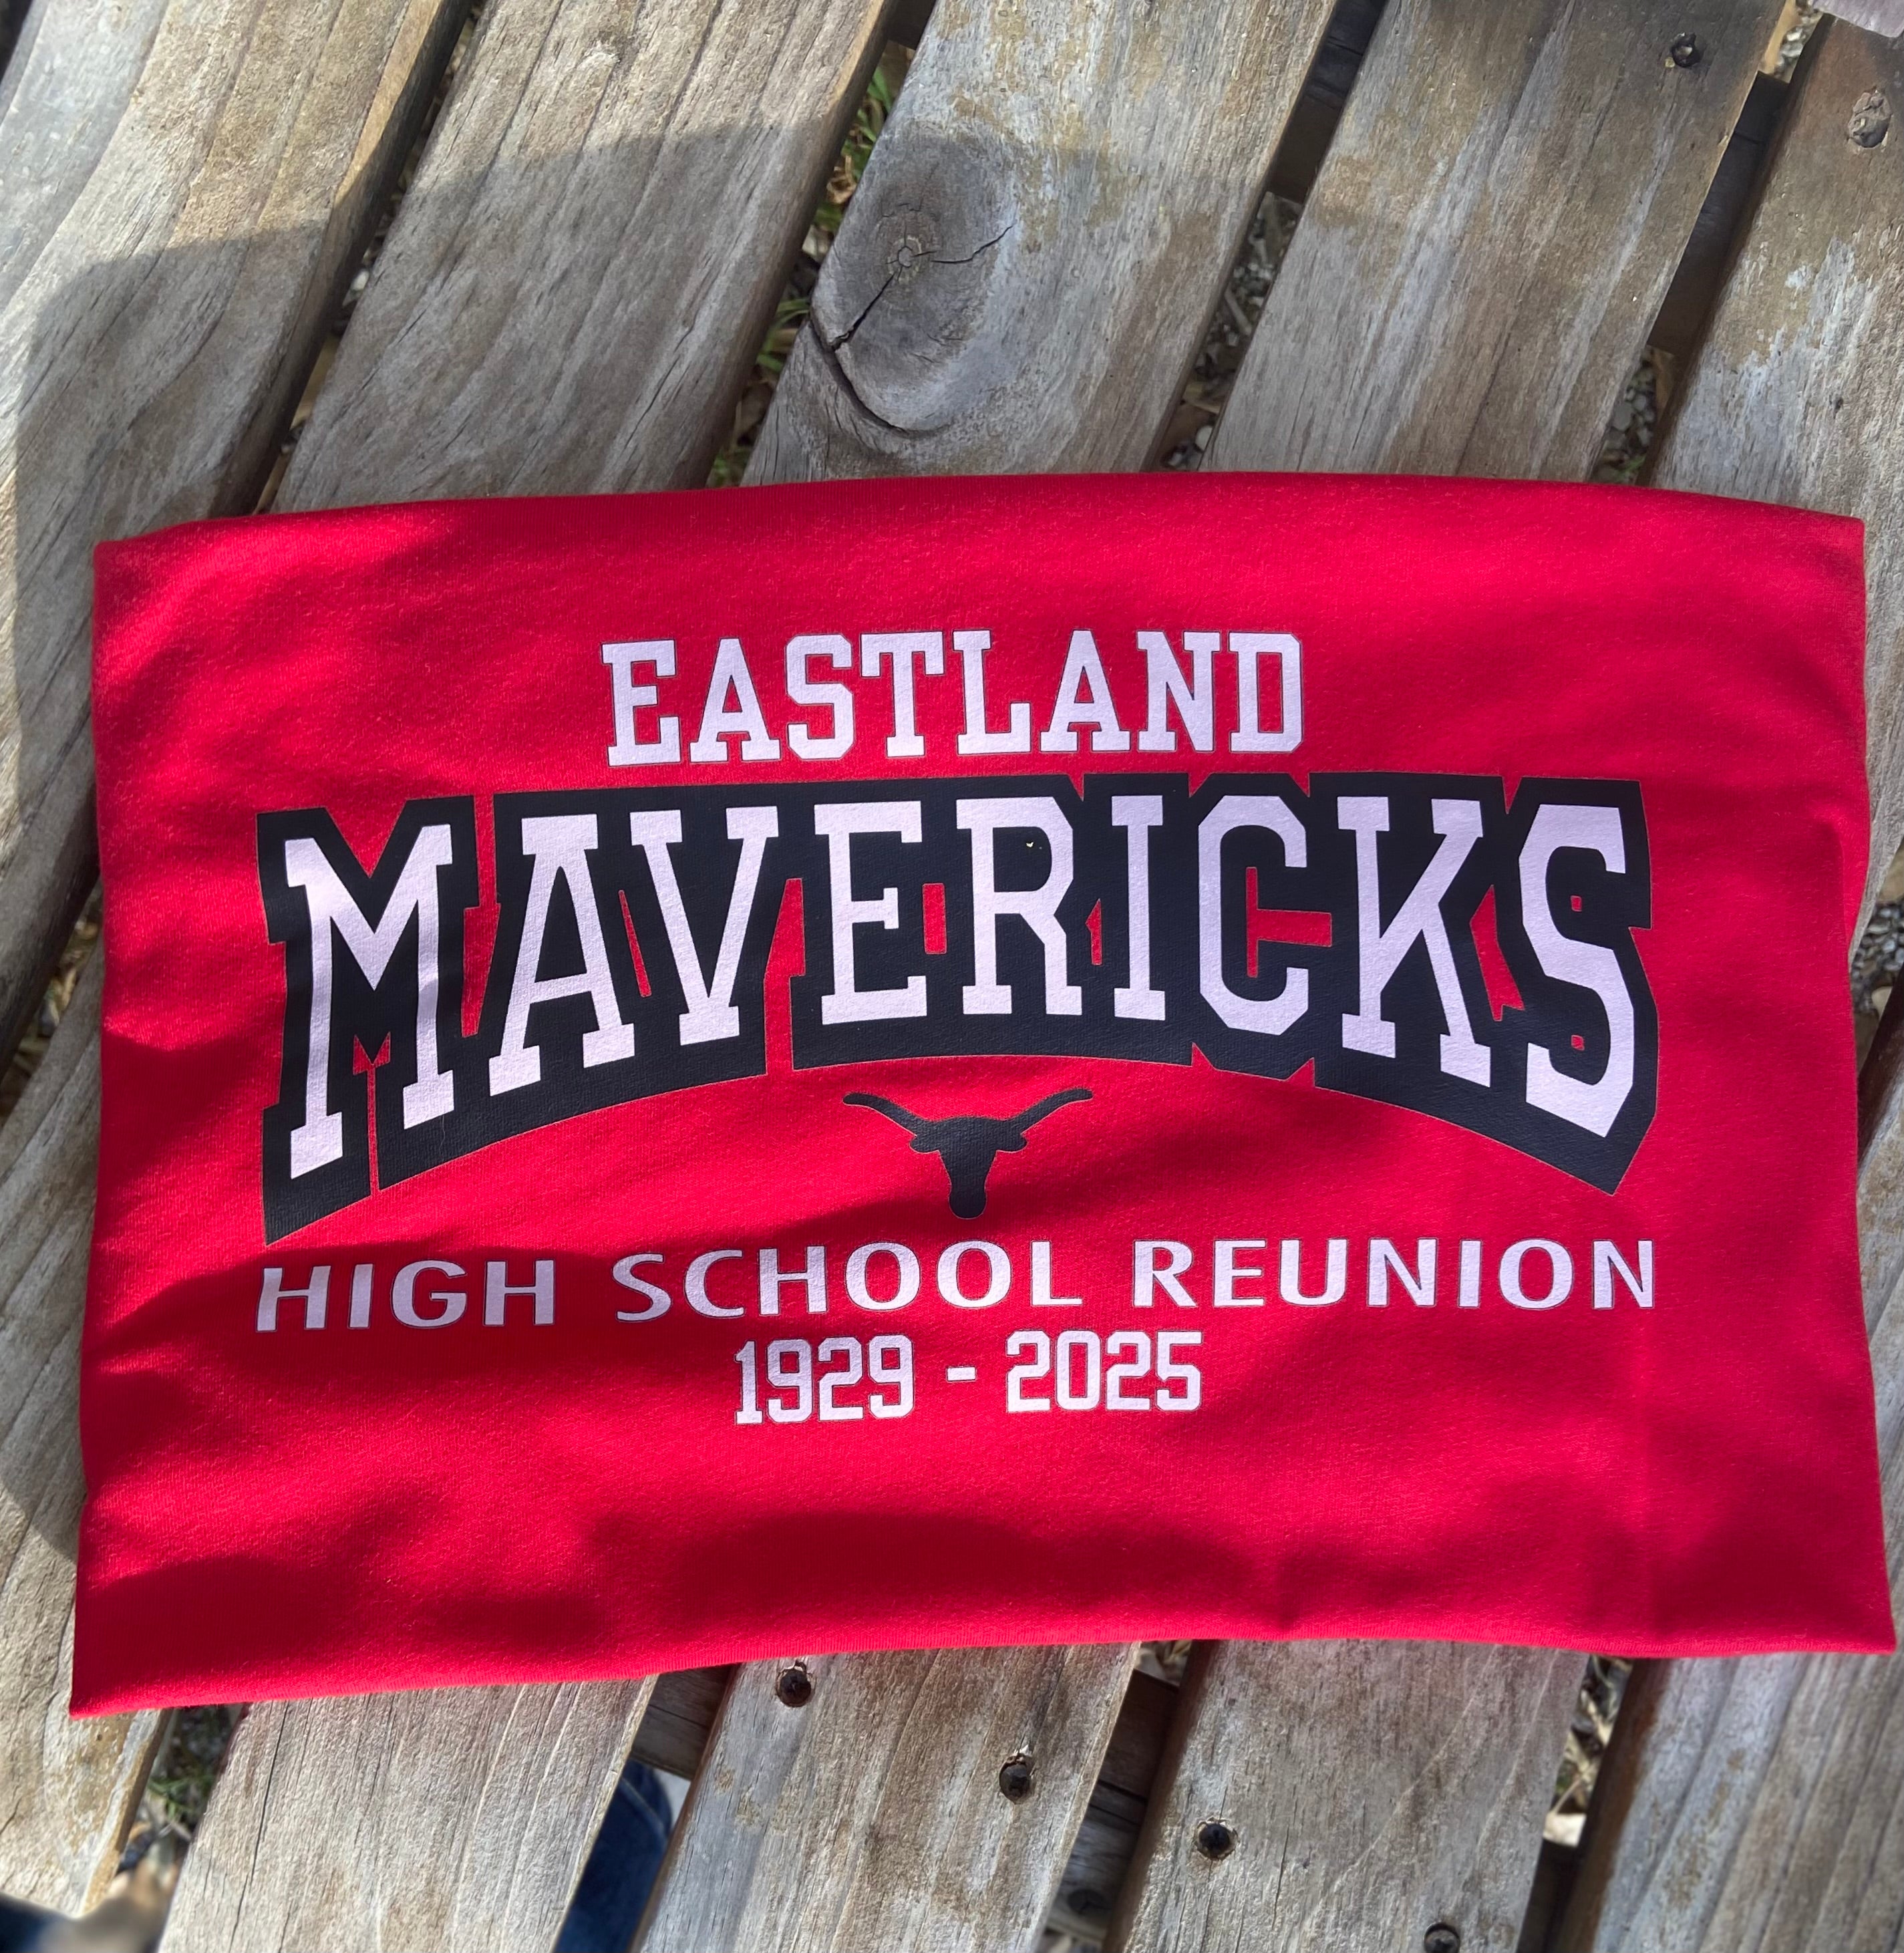 EASTLAND
MAVERICKS
HIGH SCHOOL REUNION
1929 - 2025